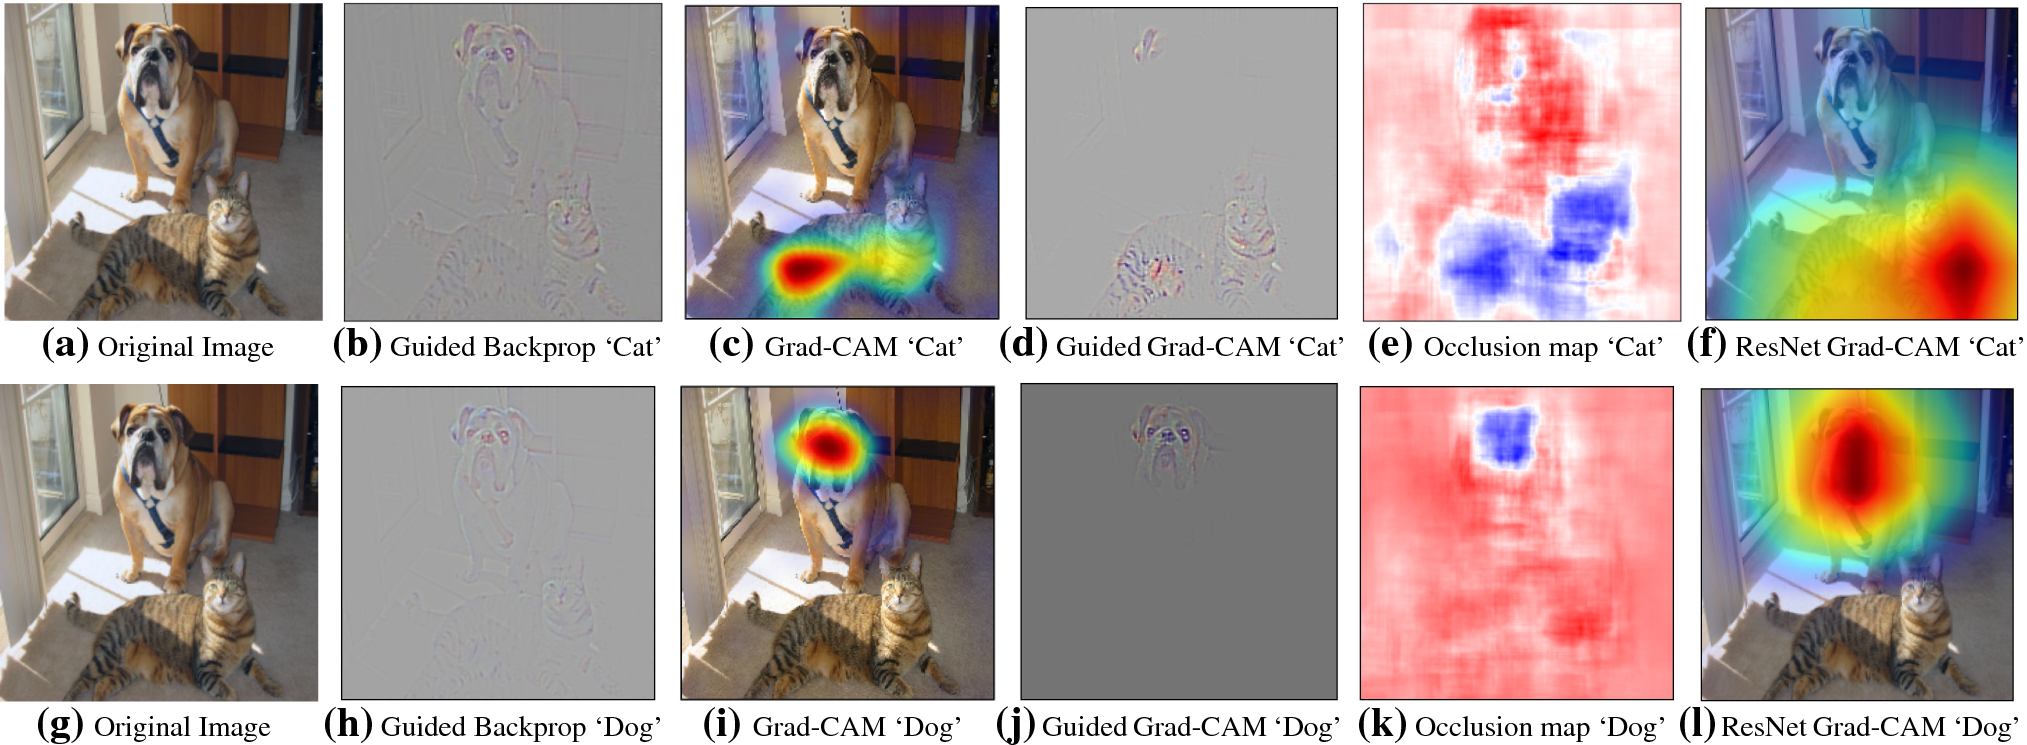 (a) Original Image
(b) Guided Backprop ‘Cat’
(c) Grad-CAM ‘Cat’
(d) Guided Grad-CAM ‘Cat’
(e) Occlusion map ‘Cat’
(f) ResNet Grad-CAM ‘Cat’
(g) Original Image
(h) Guided Backprop ‘Dog’
(i) Grad-CAM ‘Dog’
(j) Guided Grad-CAM ‘Dog’
(k) Occlusion map ‘Dog’
(l) ResNet Grad-CAM ‘Dog’